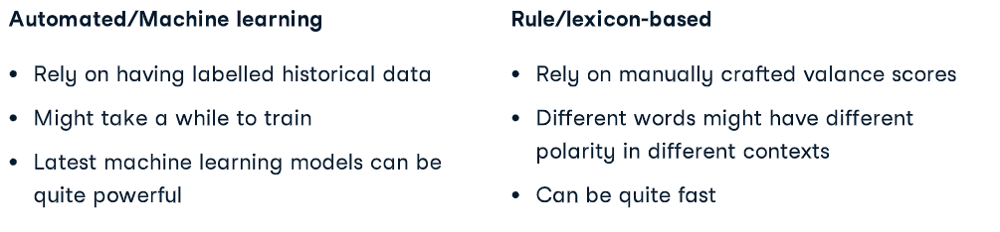 Automated/Machine learning
• Rely on having labelled historical data
• Might take a while to train
• Latest machine learning models can be
quite powerful
Rule/lexicon-based
• Rely on manually crafted valance scores
• Different words might have different
polarity in different contexts
• Can be quite fast